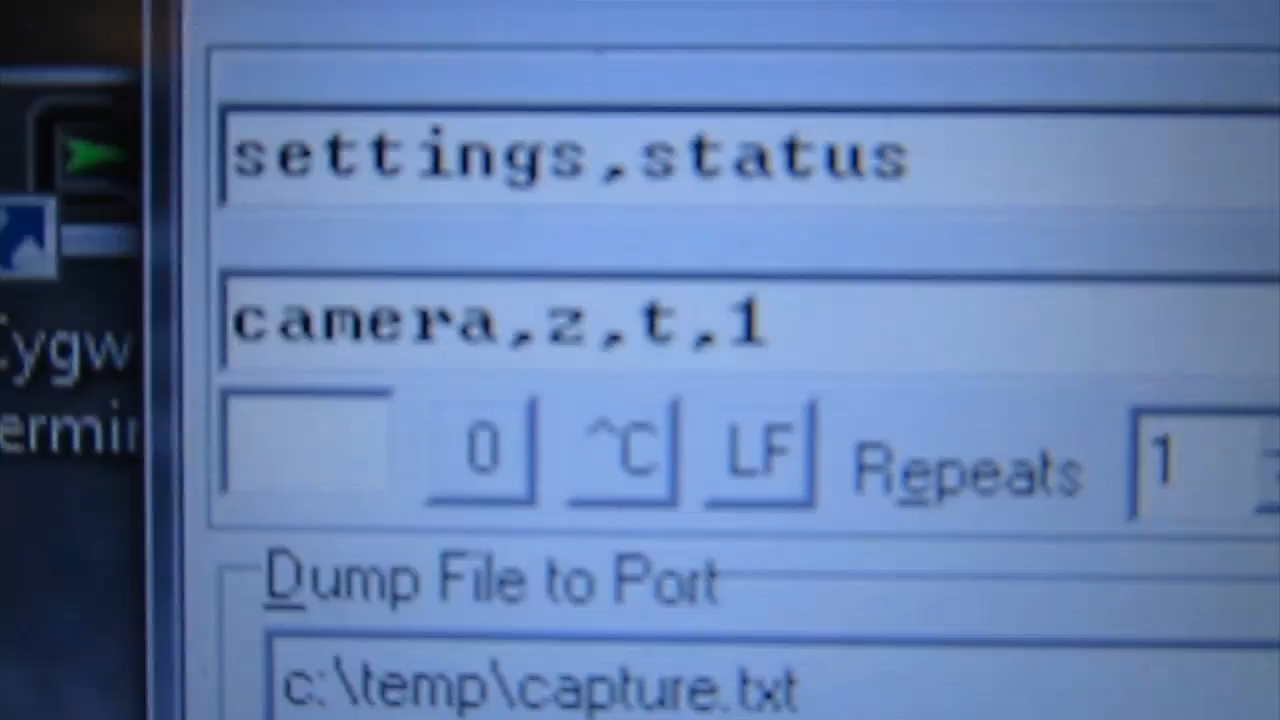 settings,status
camera,z,t,1
0 ^C LF Repeats 1
Dump File to Port
c:\temp\capture.txt